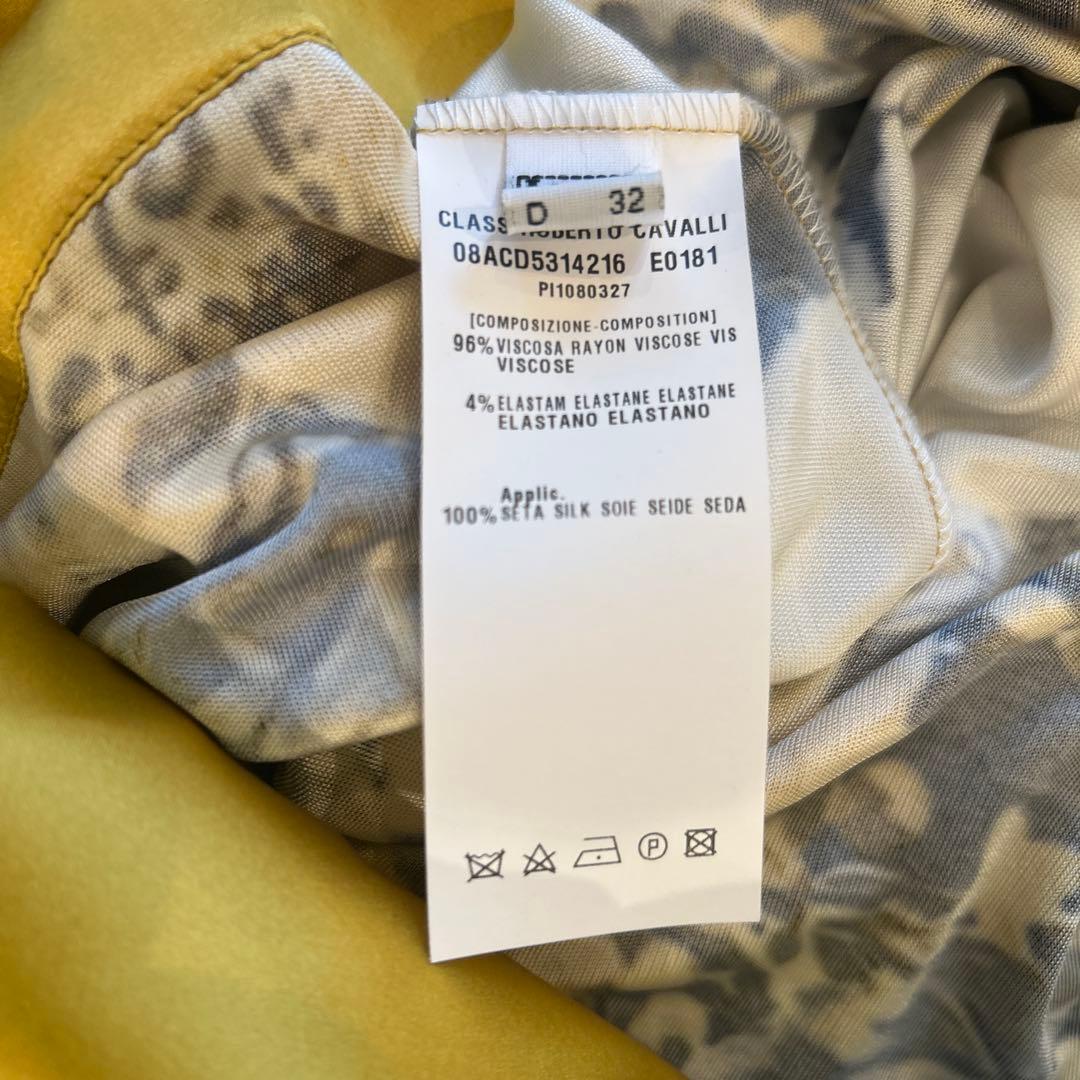 D 32
CLASS ROBERTO CAVALLI
08ACD5314216 E0181
PI1080327
[COMPOSIZIONE-COMPOSITION]
96% VISCOSA RAYON VISCOSE VIS
VISCOSE
4% ELASTAM ELASTANE ELASTANE
ELASTANO ELASTANO
Applic.
100% SETA SILK SOIE SEIDE SEDA
P